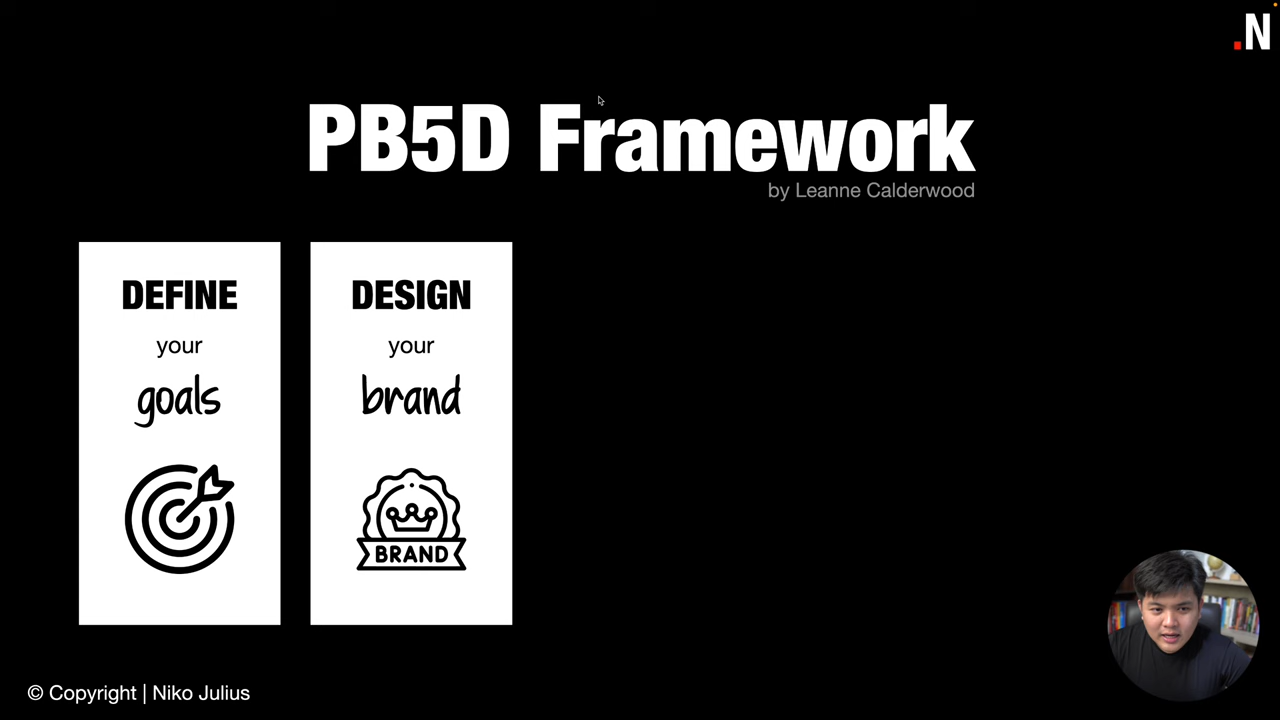 .N
PB5D Framework
by Leanne Calderwood
DEFINE
your
goals
DESIGN
your
brand
BRAND
© Copyright | Niko Julius